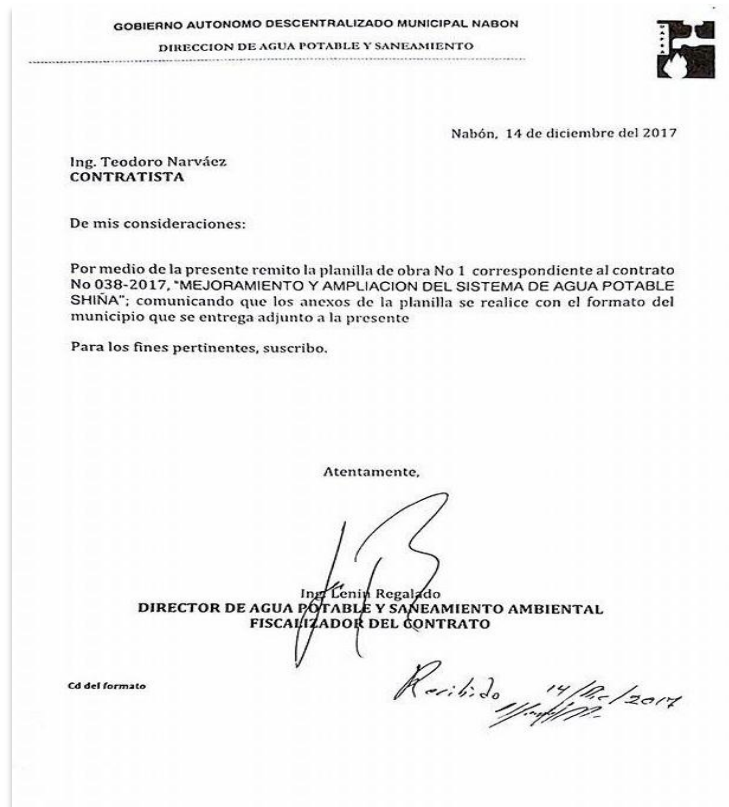 GOBIERNO AUTONOMO DESCENTRALIZADO MUNICIPAL NABON
DIRECCION DE AGUA POTABLE Y SANEAMIENTO
Nabón, 14 de diciembre del 2017
Ing. Teodoro Narváez
CONTRATISTA
De mis consideraciones:
Por medio de la presente remito la planilla de obra No 1 correspondiente al contrato
No 038-2017, "MEJORAMIENTO Y AMPLIACION DEL SISTEMA DE AGUA POTABLE
SHIÑA"; comunicando que los anexos de la planilla se realice con el formato del
municipio que se entrega adjunto a la presente
Para los fines pertinentes, suscribo.
Atentamente,
Ing. Lenin Regalado
DIRECTOR DE AGUA POTABLE Y SANEAMIENTO AMBIENTAL
FISCALIZADOR DEL CONTRATO
Cd del formato
Recibido 14/Dic/2017